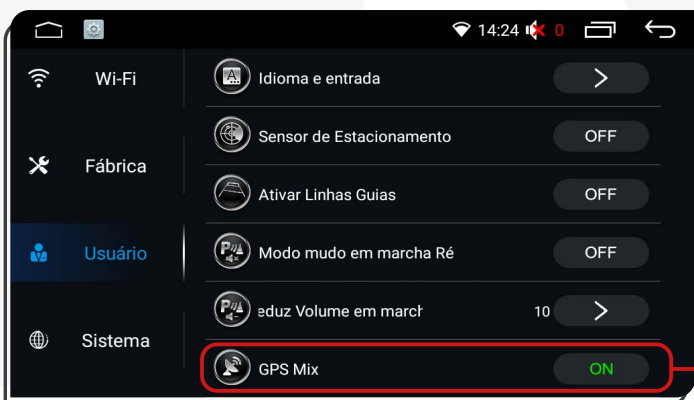 14:24 0
Wi-Fi
Fábrica
Usuário
Sistema
Idioma e entrada
Sensor de Estacionamento OFF
Ativar Linhas Guias OFF
Modo mudo em marcha Ré OFF
eduz Volume em march 10
GPS Mix ON